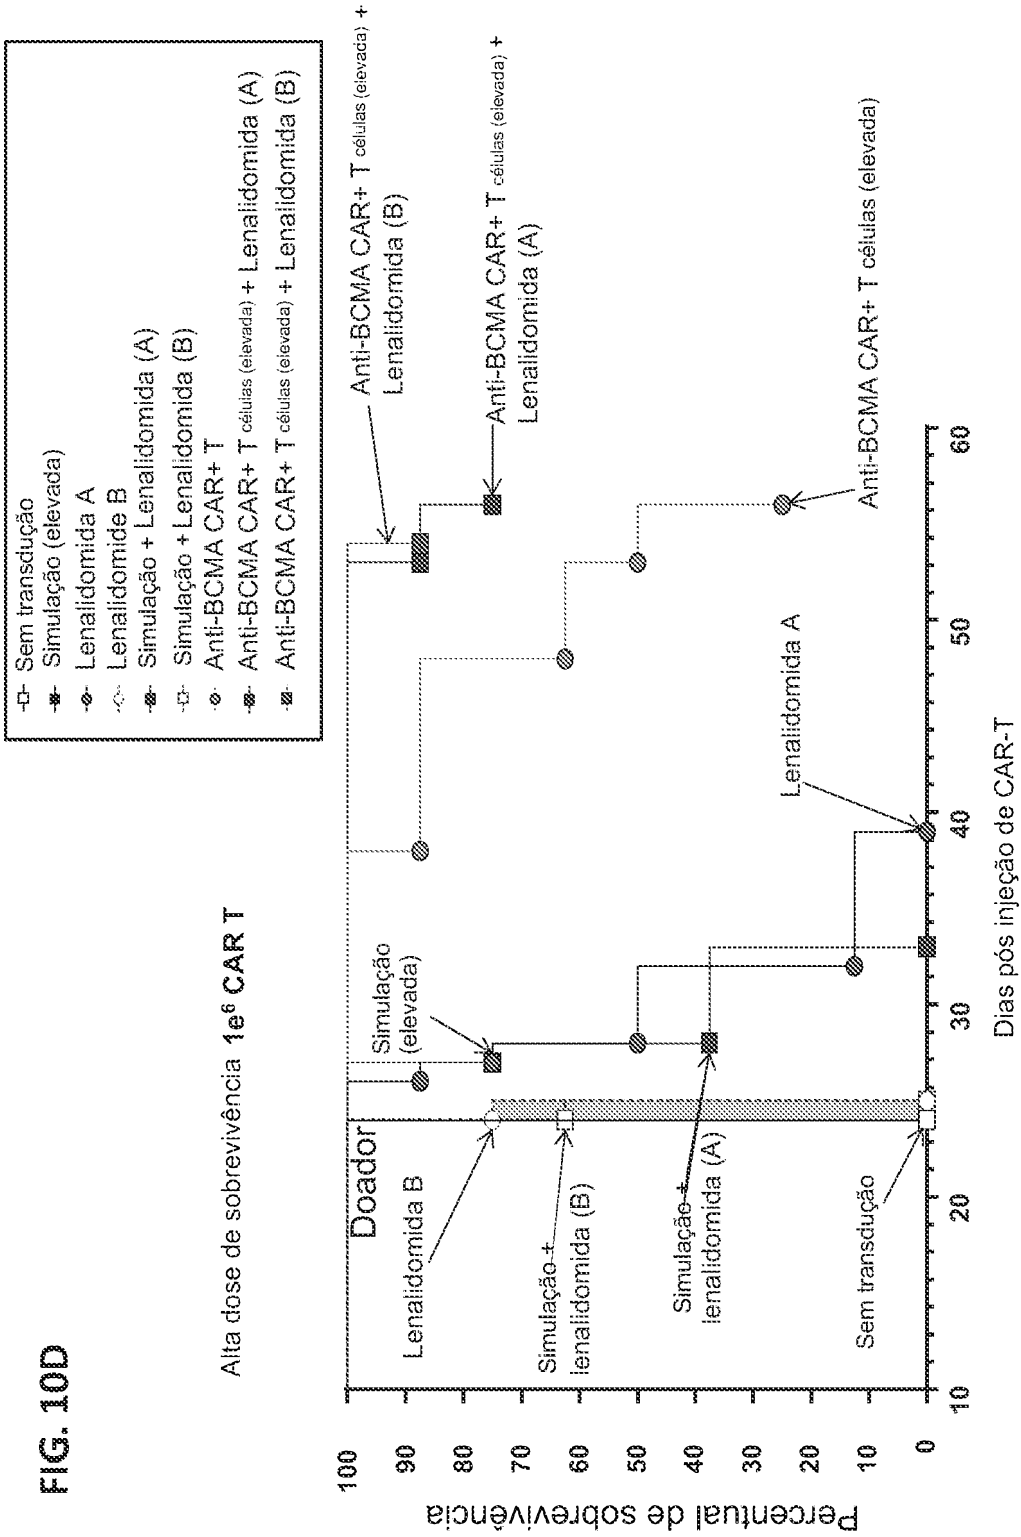 FIG. 10D
Alta dose de sobrevivência 1e⁶ CAR T
Sem transdução
Simulação (elevada)
Lenalidomida A
Lenalidomide B
Simulação + Lenalidomida (A)
Simulação + Lenalidomida (B)
Anti-BCMA CAR+ T
Anti-BCMA CAR+ T células (elevada) + Lenalidomida (A)
Anti-BCMA CAR+ T células (elevada) + Lenalidomida (B)
Percentual de sobrevivência
100
90
80
70
60
50
40
30
20
10
0
Doador
Lenalidomida B
Simulação +
lenalidomida (B)
Simulação +
lenalidomida (A)
Sem transdução
Simulação
(elevada)
Lenalidomida A
Anti-BCMA CAR+ T células (elevada) +
Lenalidomida (B)
Anti-BCMA CAR+ T células (elevada) +
Lenalidomida (A)
Anti-BCMA CAR+ T células (elevada)
10
20
30
40
50
60
Dias pós injeção de CAR-T